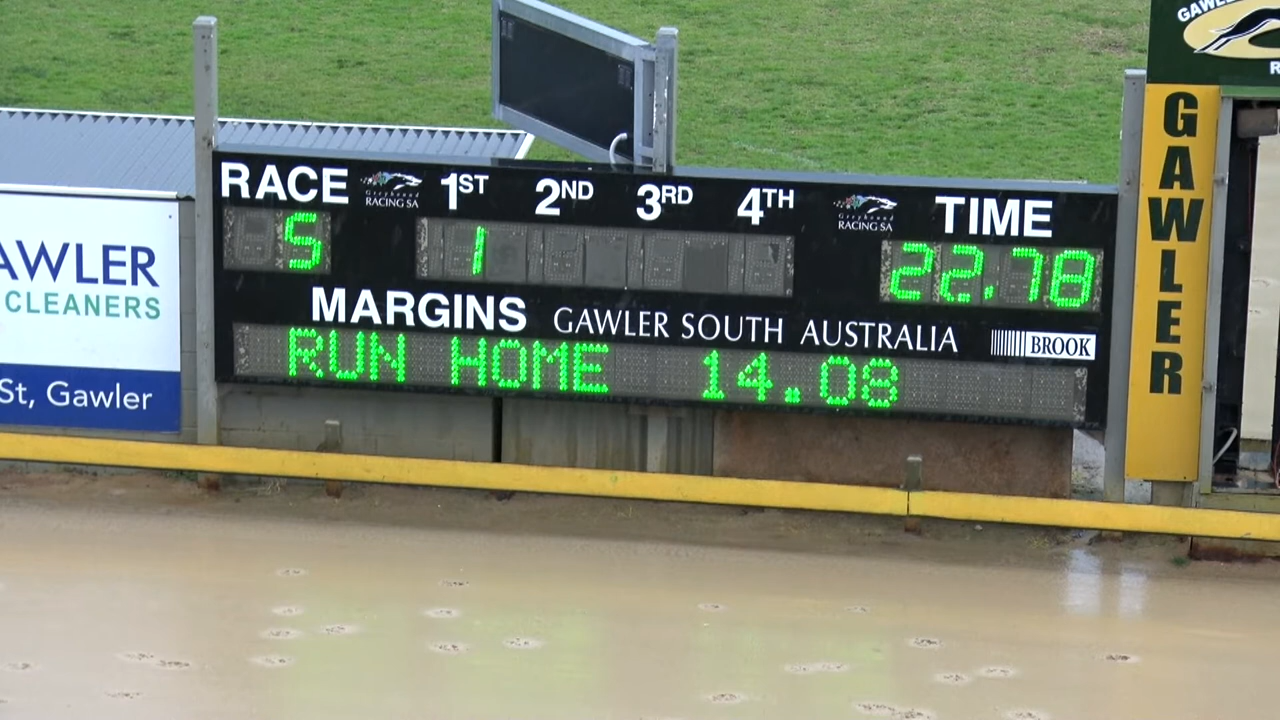 GAWLER
RACE
Greyhound
RACING SA
1ST 2ND 3RD 4TH
Greyhound
RACING SA
TIME
5 1 22.78
MARGINS GAWLER SOUTH AUSTRALIA BROOK
RUN HOME 14.08
AWLER
CLEANERS
St, Gawler
GAWLER